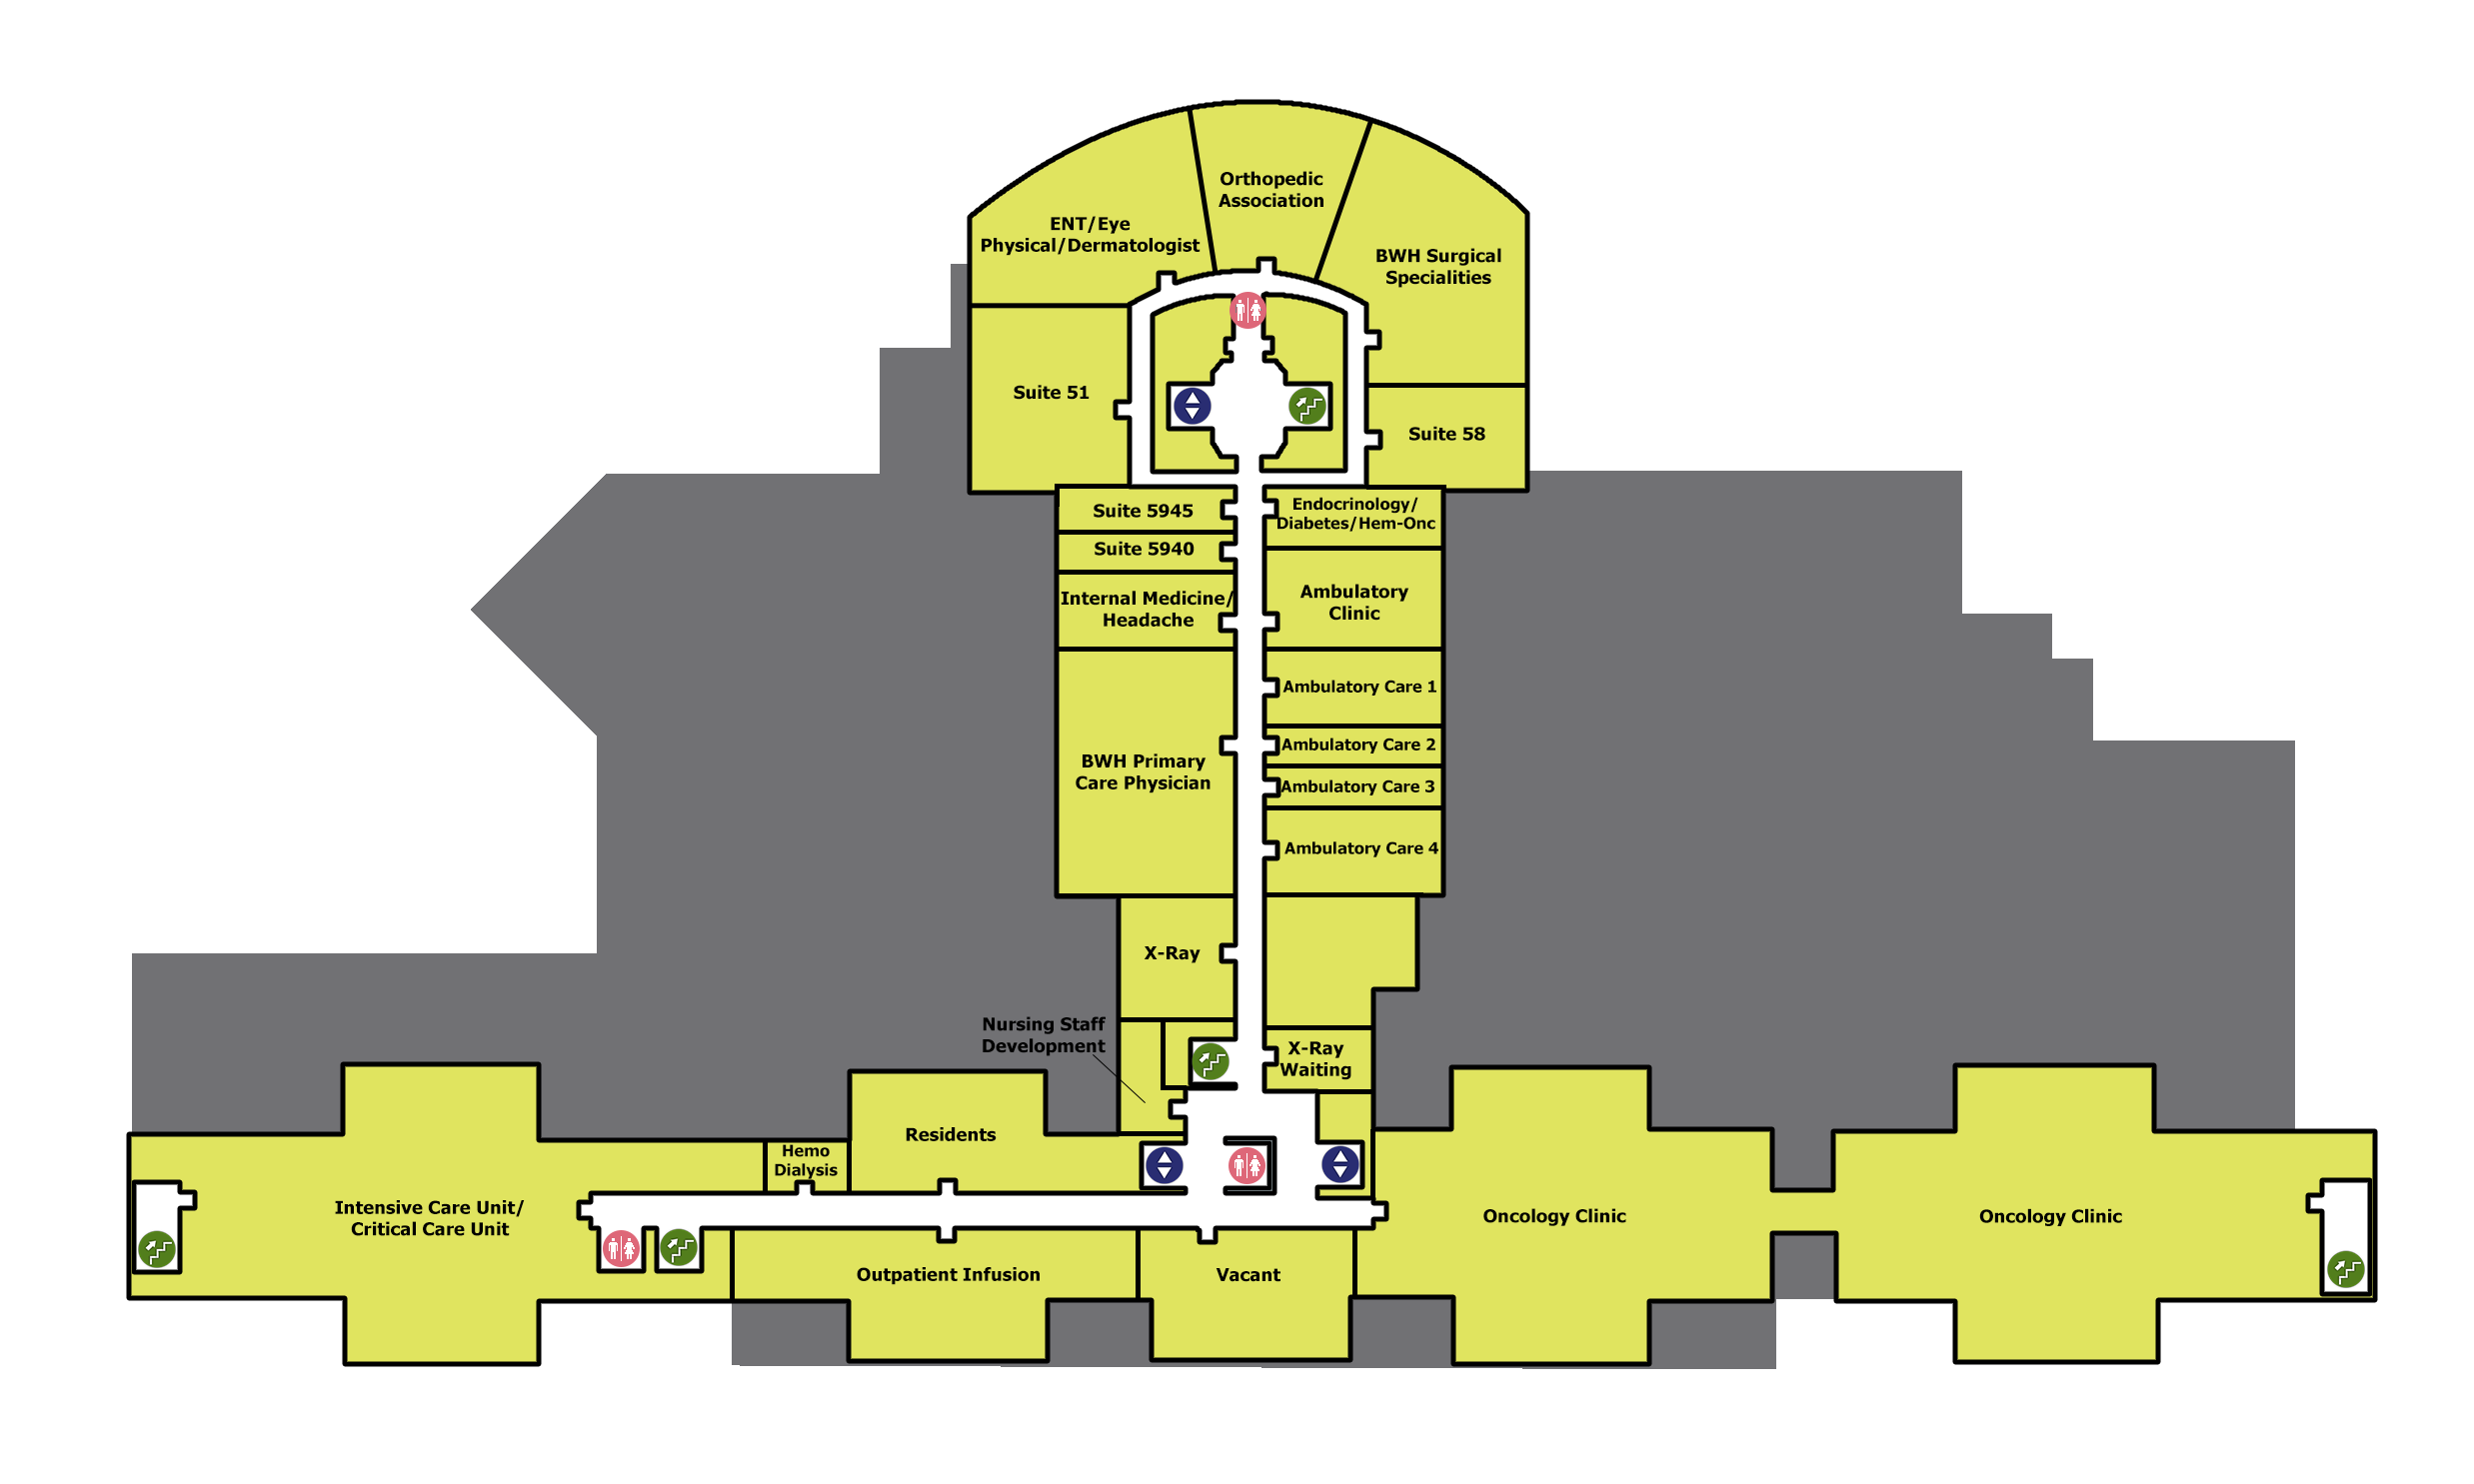 Orthopedic
Association
ENT/Eye
Physical/Dermatologist
BWH Surgical
Specialities
Suite 51
Suite 58
Suite 5945
Endocrinology/
Diabetes/Hem-Onc
Suite 5940
Internal Medicine/
Headache
Ambulatory
Clinic
Ambulatory Care 1
Ambulatory Care 2
BWH Primary
Care Physician
Ambulatory Care 3
Ambulatory Care 4
X-Ray
Nursing Staff
Development
X-Ray
Waiting
Residents
Hemo
Dialysis
Intensive Care Unit/
Critical Care Unit
Oncology Clinic
Oncology Clinic
Outpatient Infusion
Vacant